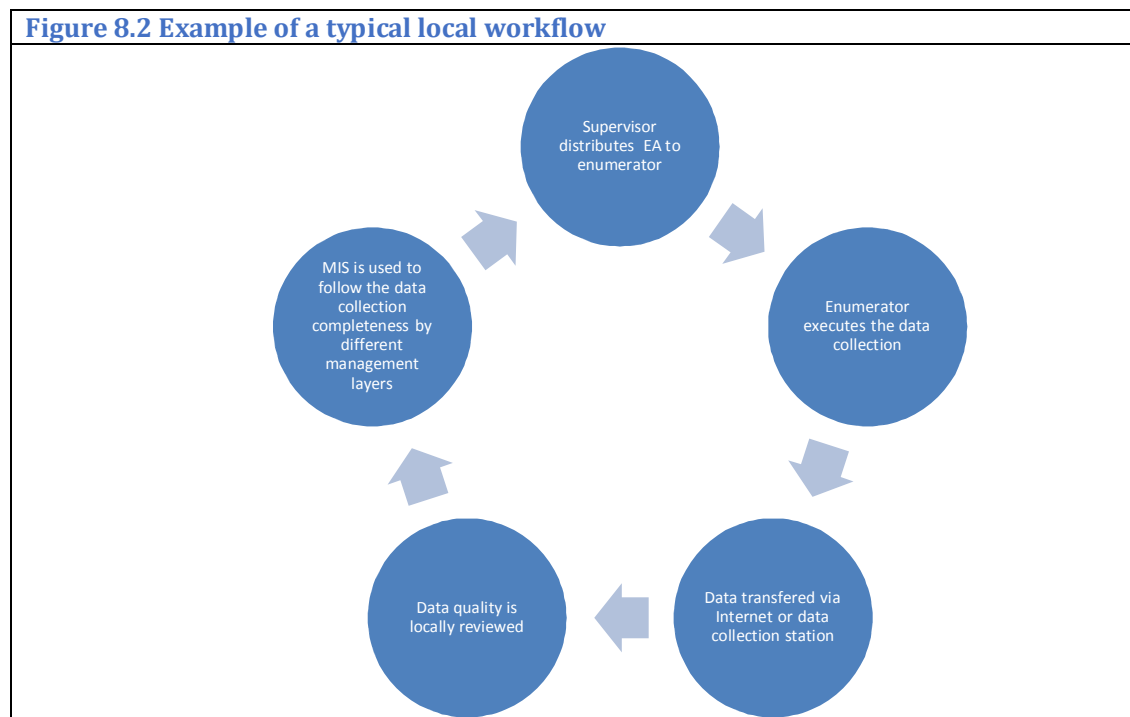 Figure 8.2 Example of a typical local workflow
Supervisor
distributes EA to
enumerator
Enumerator
executes the data
collection
Data transfered via
Internet or data
collection station
Data quality is
locally reviewed
MIS is used to
follow the data
collection
completeness by
different
management
layers